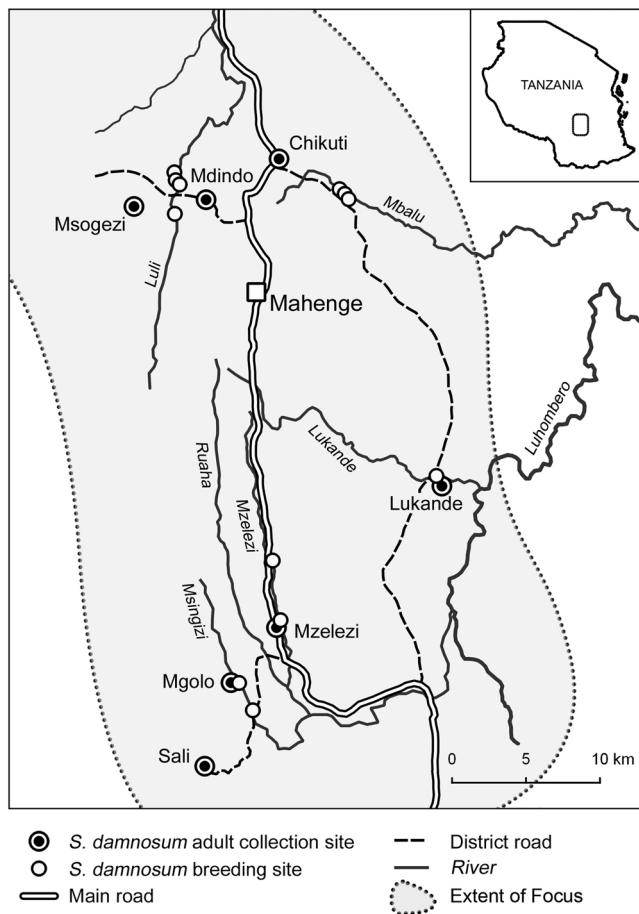 TANZANIA
Chikuti
Mdindo
Msogezi
Mbalu
Luli
Mahenge
Luhombero
Ruaha
Lukande
Mzelezi
Lukande
Msingizi
Mzelezi
Mgolo
Sali
0 5 10 km
S. damnosum adult collection site
S. damnosum breeding site
Main road
District road
River
Extent of Focus